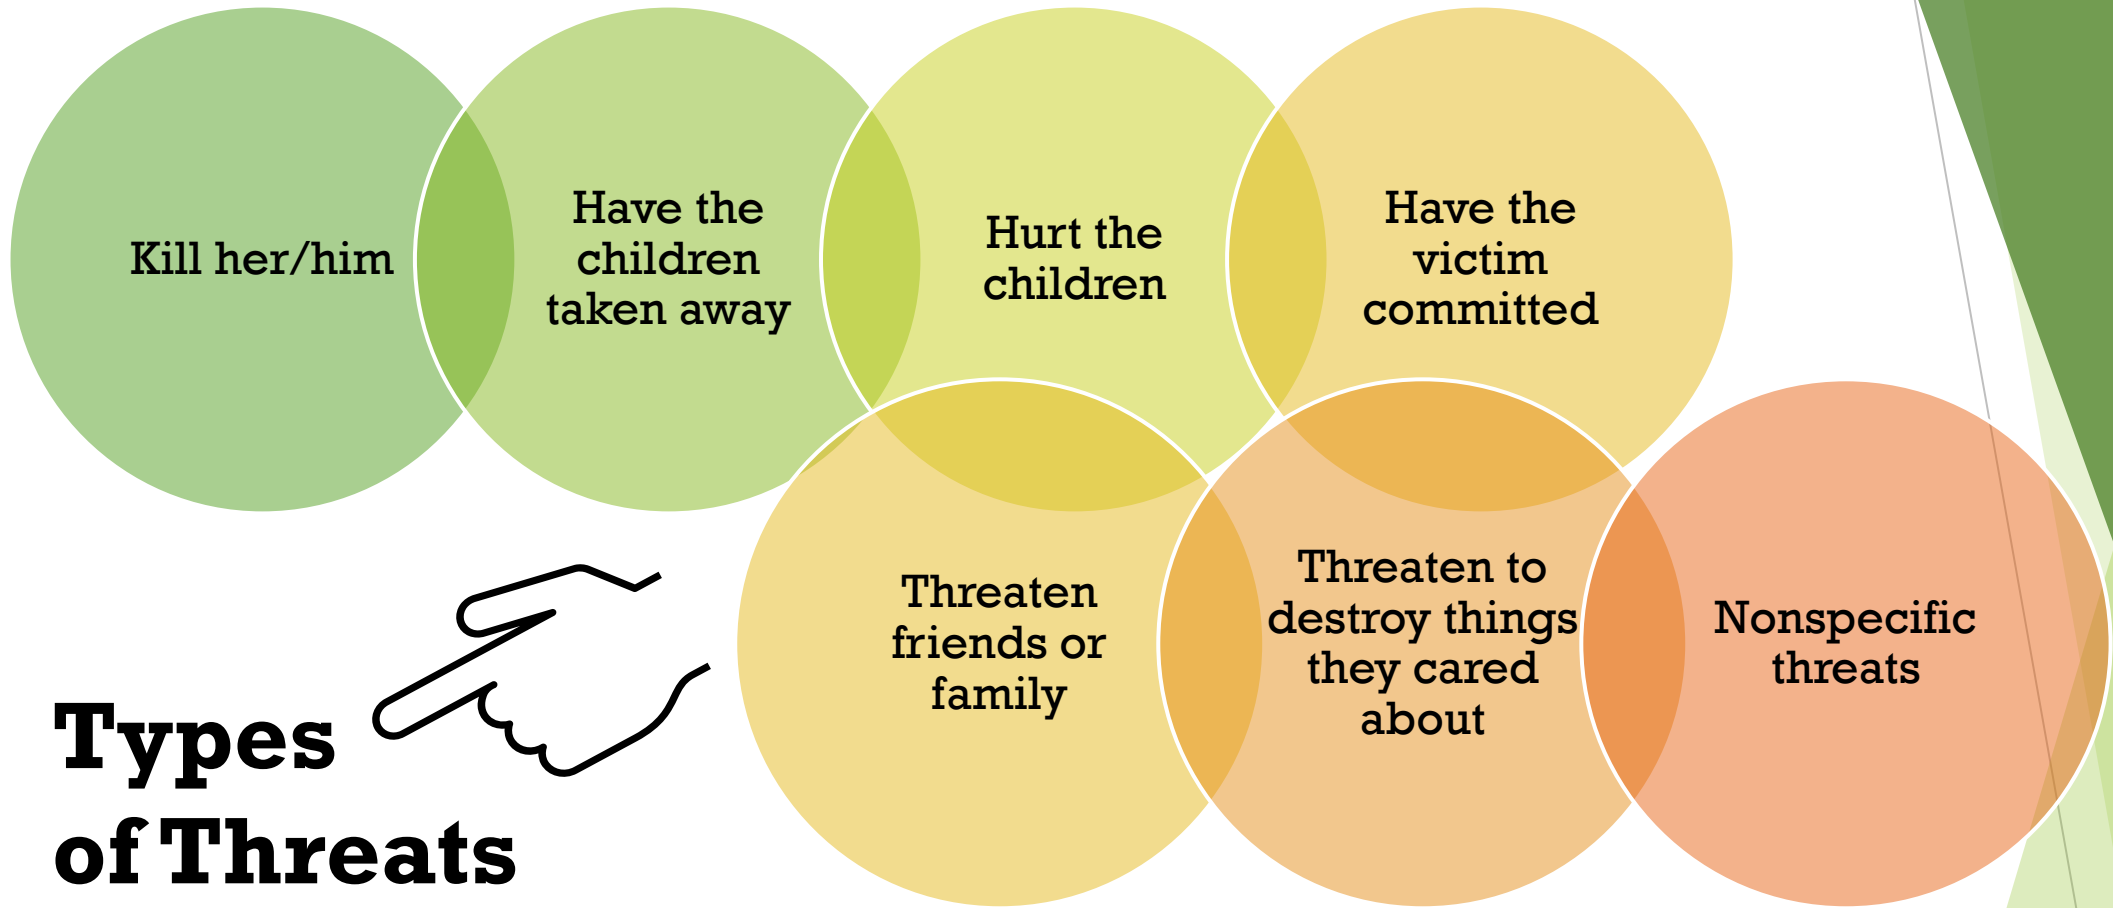 Kill her/him
Have the
children
taken away
Hurt the
children
Have the
victim
committed
Threaten
friends or
family
Threaten to
destroy things
they cared
about
Nonspecific
threats
Types
of Threats